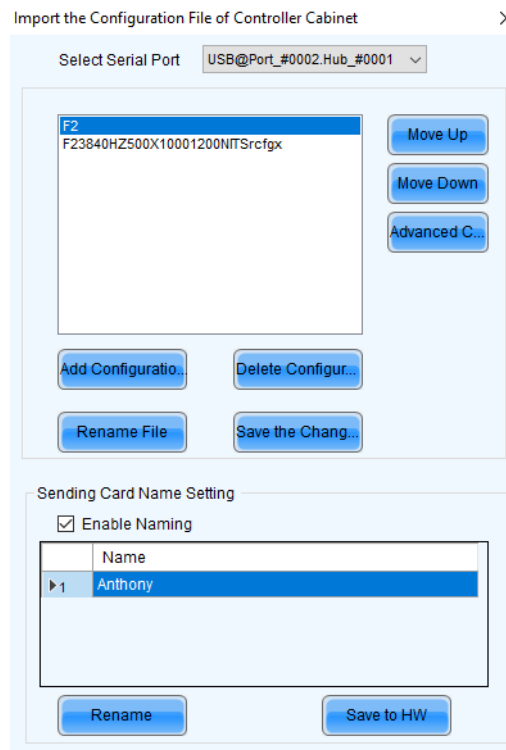 Import the Configuration File of Controller Cabinet
Select Serial Port USB@Port_#0002.Hub_#0001
F2
F23840HZ500X10001200NITSrcfgx
Move Up
Move Down
Advanced C...
Add Configuratio... Delete Configur...
Rename File Save the Chang...
Sending Card Name Setting
Enable Naming
Name
1 Anthony
Rename Save to HW